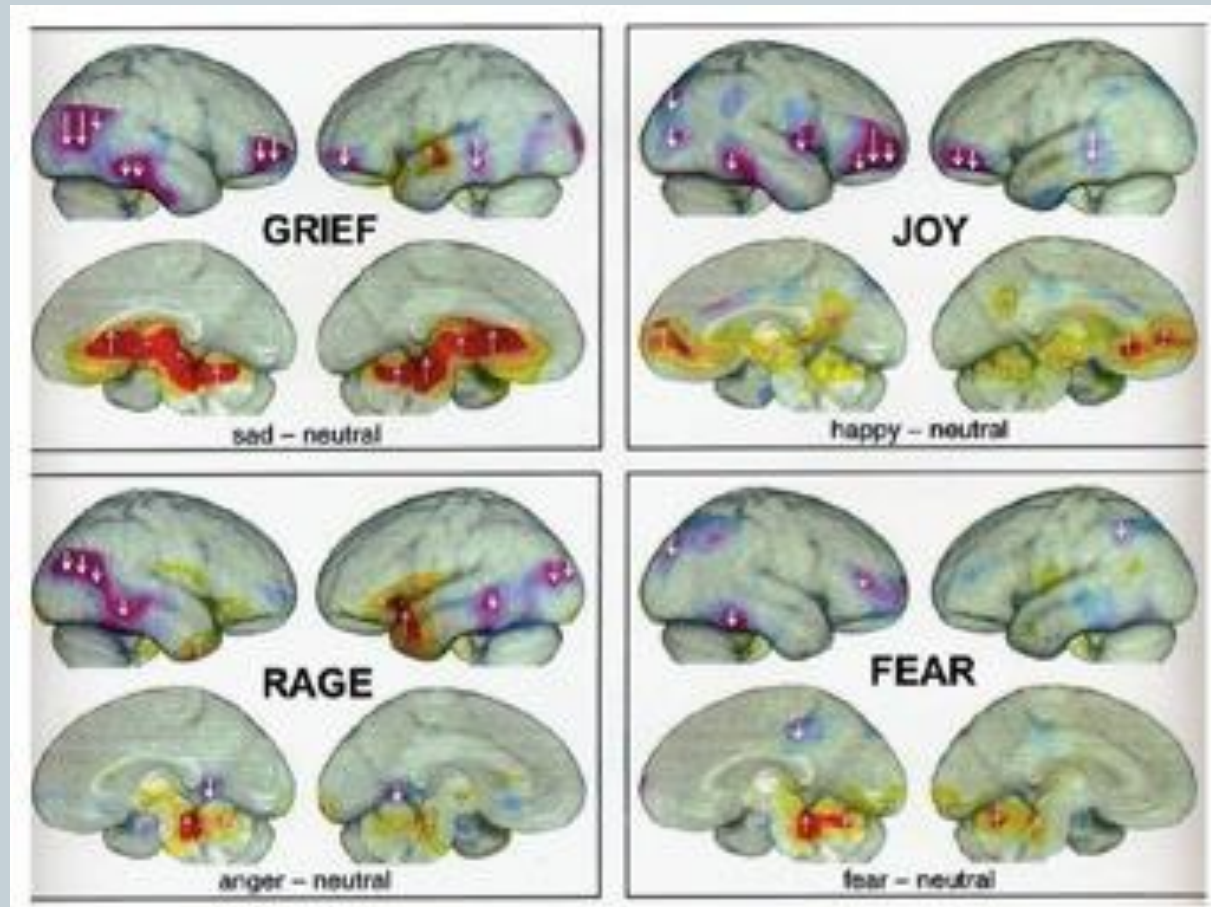 GRIEF
sad – neutral
JOY
happy – neutral
RAGE
anger – neutral
FEAR
fear – neutral